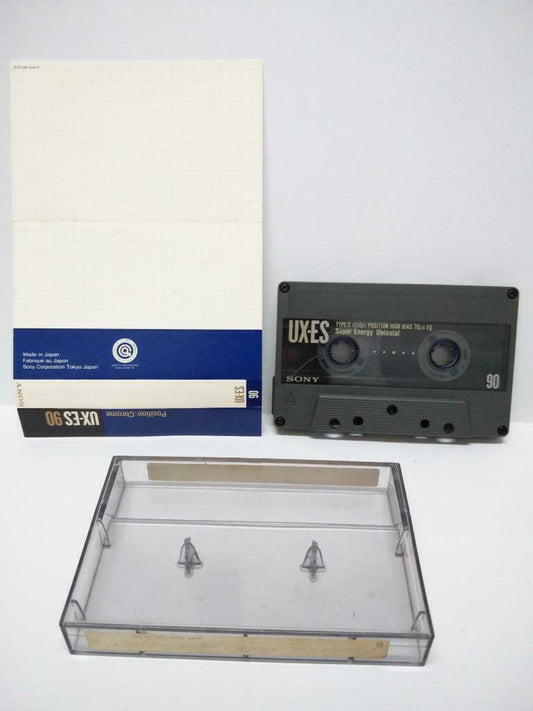 Made in Japan
Fabriqué au Japon
Sony Corporation Tokyo Japan
SONY
UX-ES
90
Position: Chrome
UX-ES 90
UX-ES
TYPE II (CrO₂) POSITION HIGH BIAS 70μs EQ
Super Energy Uniaxial
SONY
90
A